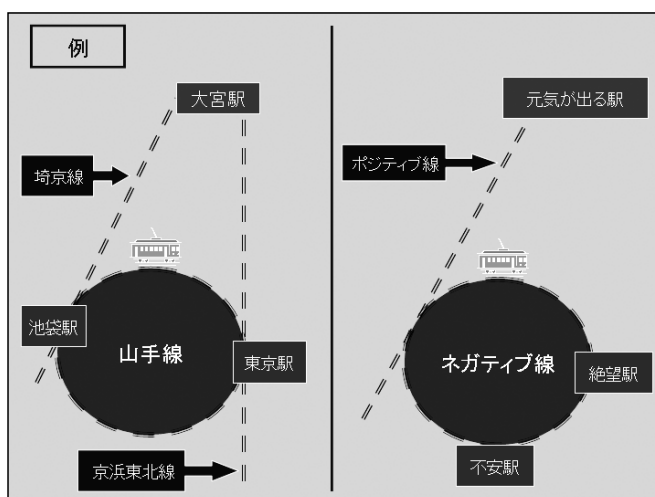 例
大宮駅
埼京線
池袋駅
山手線
東京駅
京浜東北線
元気が出る駅
ポジティブ線
ネガティブ線
絶望駅
不安駅